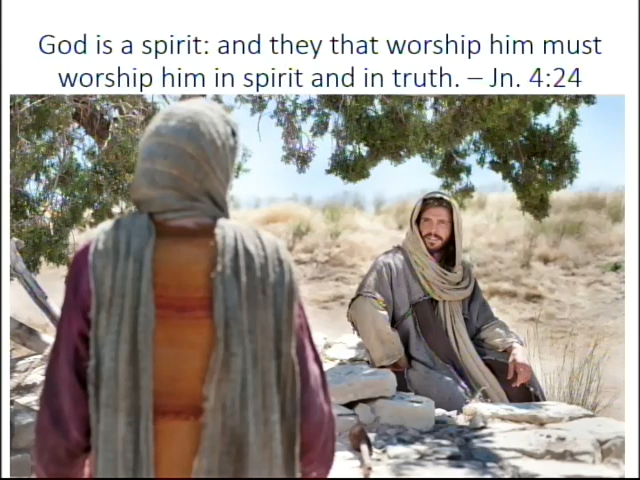 God is a spirit: and they that worship him must
worship him in spirit and in truth. – Jn. 4:24